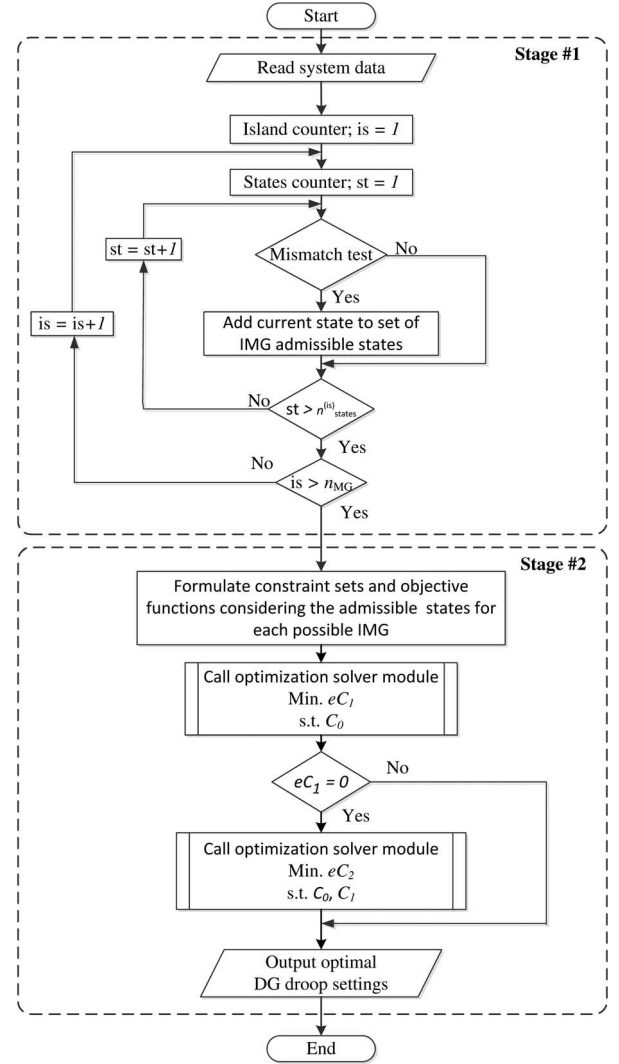 Start
Stage #1
Read system data
Island counter; is = 1
States counter; st = 1
st = st+1
Mismatch test
No
Yes
is = is+1
Add current state to set of
IMG admissible states
No
st > n(is)states
Yes
No
is > nMG
Yes
Stage #2
Formulate constraint sets and objective
functions considering the admissible states for
each possible IMG
Call optimization solver module
Min. eC1
s.t. C0
No
eC1 = 0
Yes
Call optimization solver module
Min. eC2
s.t. C0, C1
Output optimal
DG droop settings
End